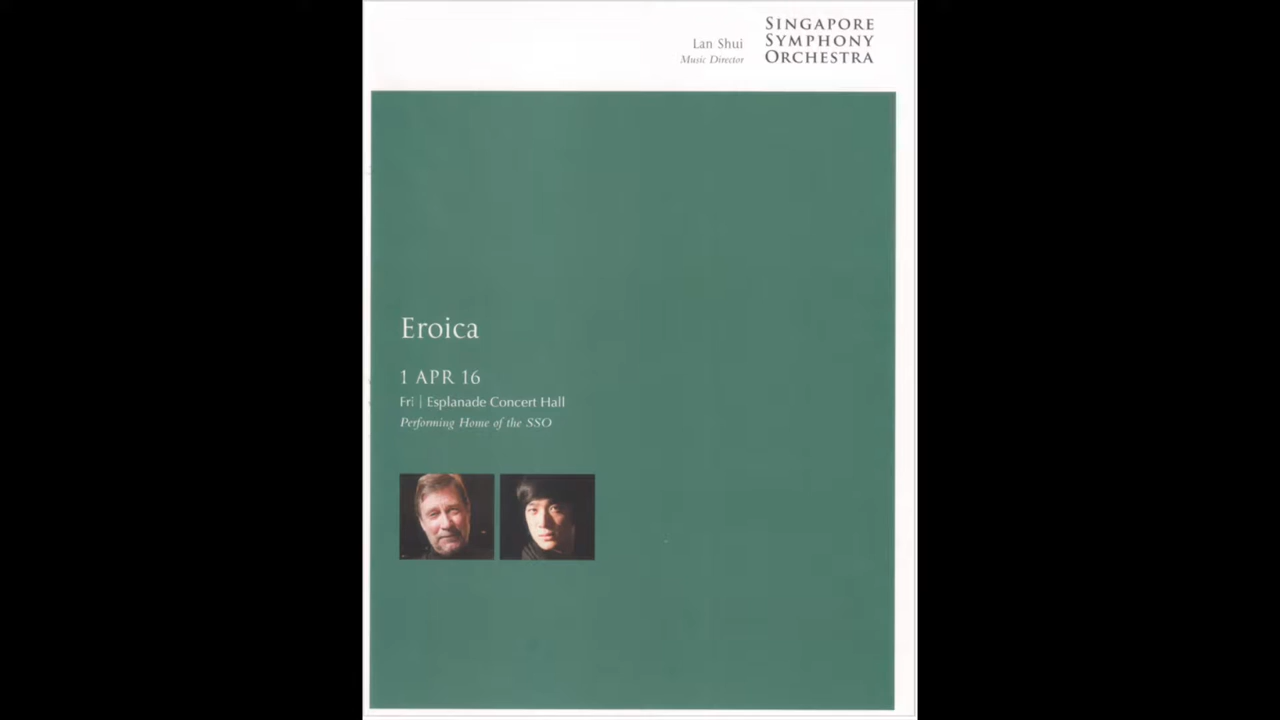 Lan Shui
Music Director
SINGAPORE
SYMPHONY
ORCHESTRA
Eroica
1 APR 16
Fri | Esplanade Concert Hall
Performing Home of the SSO